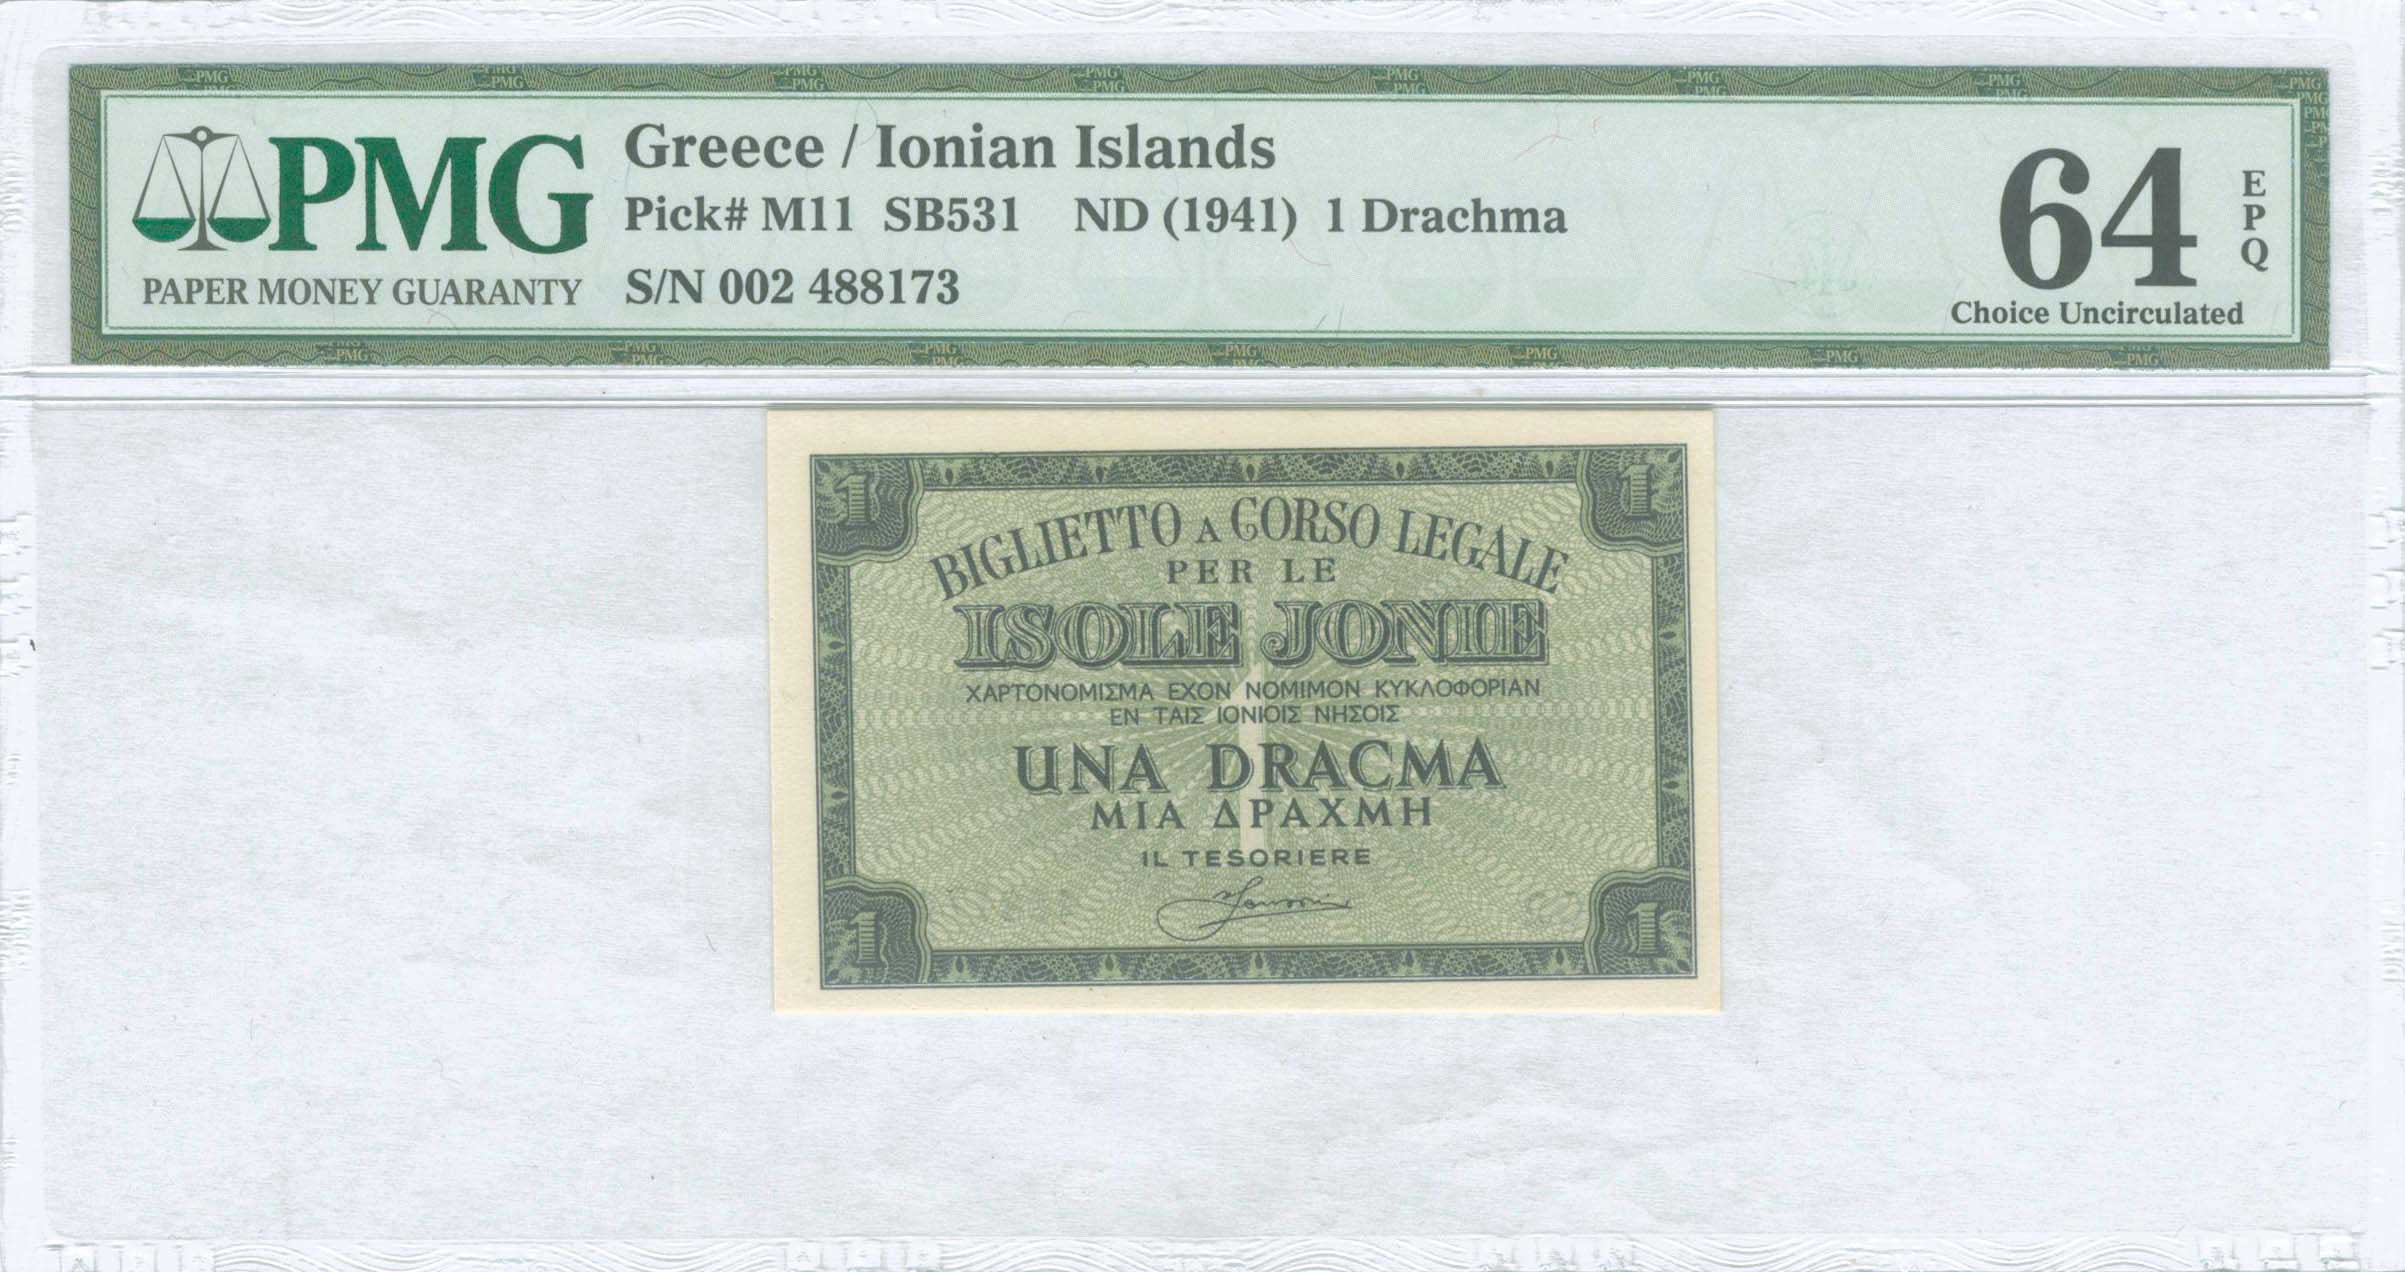 PMG
PAPER MONEY GUARANTY
Greece / Ionian Islands
Pick# M11 SB531 ND (1941) 1 Drachma
S/N 002 488173
64
EPQ
Choice Uncirculated
1 1
BIGLIETTO A CORSO LEGALE
PER LE
ISOLE JONIE
ΧΑΡΤΟΝΟΜΙΣΜΑ ΕΧΟΝ ΝΟΜΙΜΟΝ ΚΥΚΛΟΦΟΡΙΑΝ
ΕΝ ΤΑΙΣ ΙΟΝΙΟΙΣ ΝΗΣΟΙΣ
UNA DRACMA
ΜΙΑ ΔΡΑΧΜΗ
IL TESORIERE
1 1